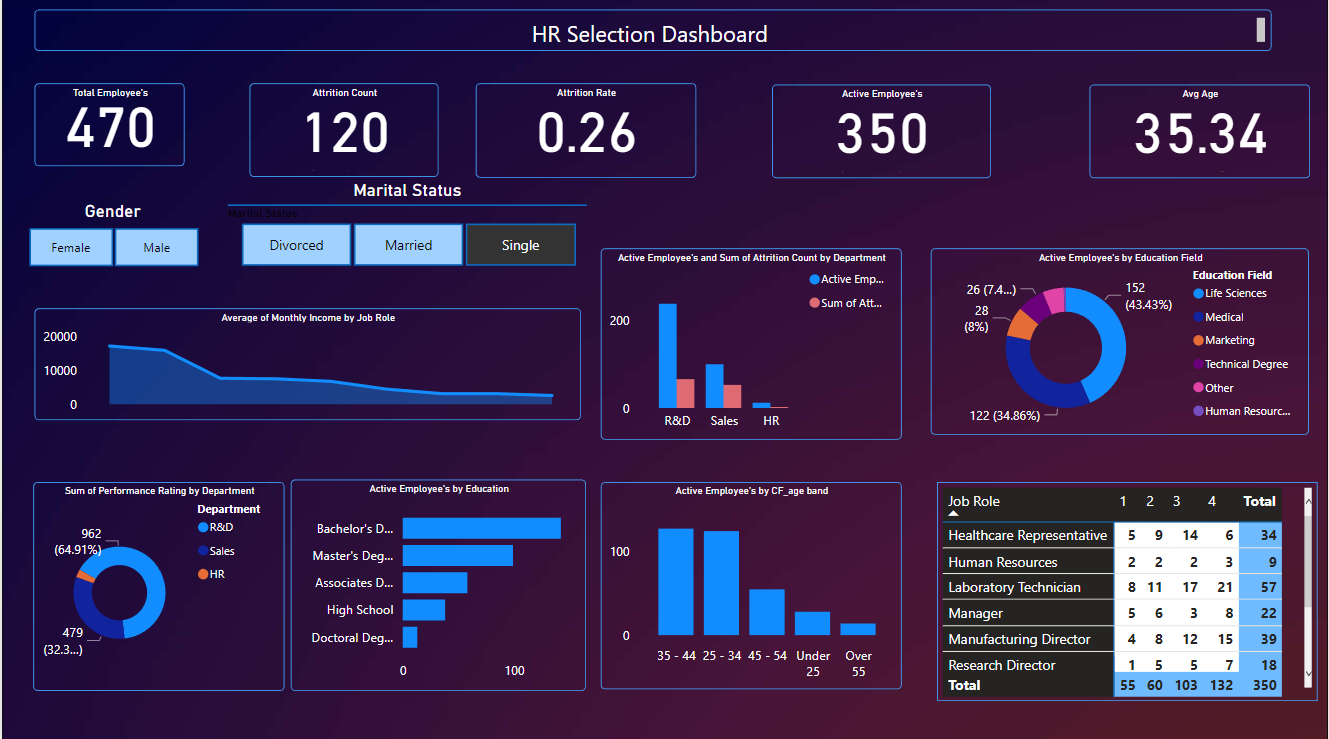 HR Selection Dashboard
Total Employee's
470
Attrition Count
120
Attrition Rate
0.26
Active Employee's
350
Avg Age
35.34
Gender
Female
Male
Marital Status
Marital Status
Divorced
Married
Single
Average of Monthly Income by Job Role
20000
10000
0
Active Employee's and Sum of Attrition Count by Department
Active Emp...
Sum of Att...
200
0
R&D
Sales
HR
Active Employee's by Education Field
152
(43.43%)
122 (34.86%)
28
(8%)
26 (7.4...)
Education Field
Life Sciences
Medical
Marketing
Technical Degree
Other
Human Resourc...
Sum of Performance Rating by Department
962
(64.91%)
479
(32.3...)
Department
R&D
Sales
HR
Active Employee's by Education
Bachelor's D...
Master's Deg...
Associates D...
High School
Doctoral Deg...
0
100
Active Employee's by CF_age band
100
0
35 - 44
25 - 34
45 - 54
Under
25
Over
55
Job Role 1 2 3 4 Total
Healthcare Representative 5 9 14 6 34
Human Resources 2 2 2 3 9
Laboratory Technician 8 11 17 21 57
Manager 5 6 3 8 22
Manufacturing Director 4 8 12 15 39
Research Director 1 5 5 7 18
Total 55 60 103 132 350